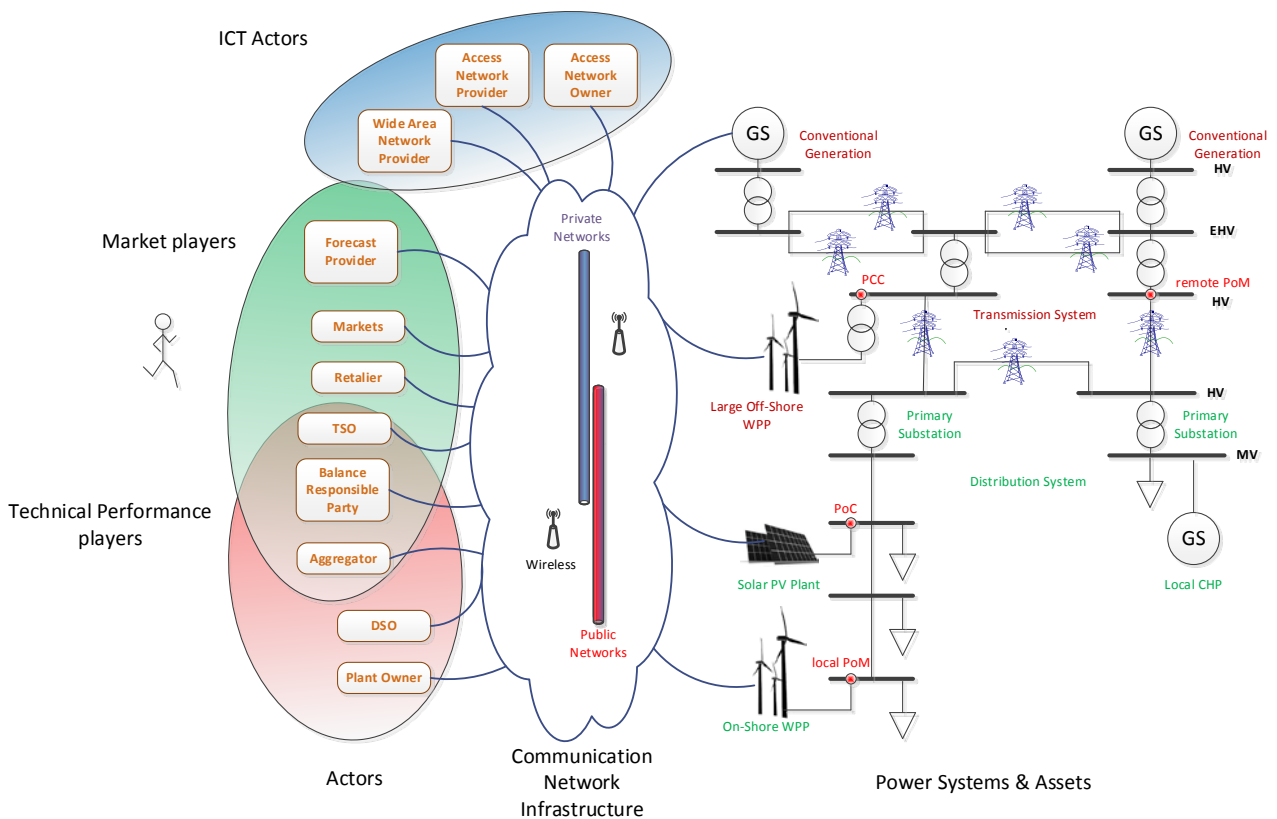 ICT Actors
Access
Network
Provider
Access
Network
Owner
Wide Area
Network
Provider
Market players
Forecast
Provider
Markets
Retalier
TSO
Balance
Responsible
Party
Aggregator
Technical Performance
players
DSO
Plant Owner
Actors
Private
Networks
Wireless
Public
Networks
Communication
Network
Infrastructure
GS
Conventional
Generation
GS
Conventional
Generation
HV
EHV
PCC
remote PoM
HV
Transmission System
Large Off-Shore
WPP
HV
Primary
Substation
Primary
Substation
MV
Distribution System
PoC
Solar PV Plant
GS
Local CHP
local PoM
On-Shore WPP
Power Systems & Assets